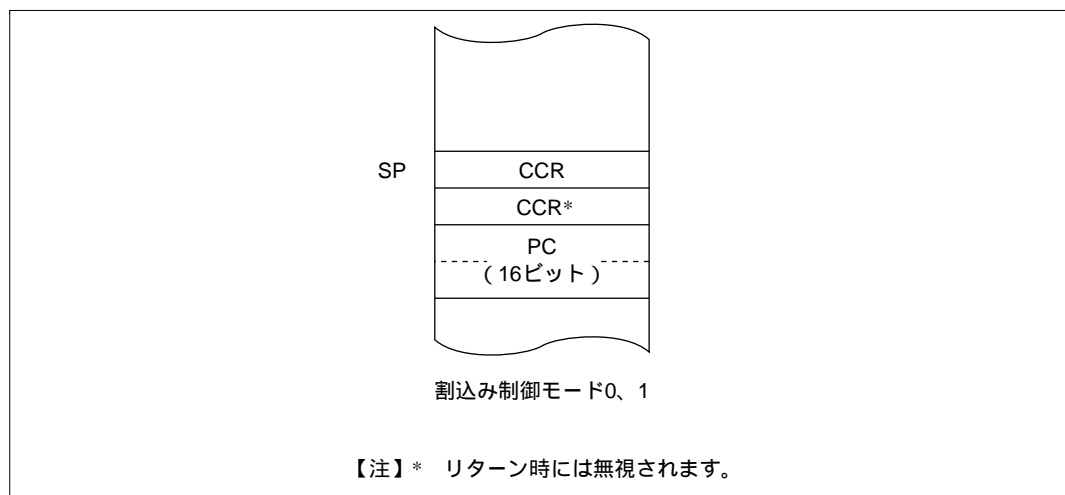 SP
CCR
CCR*
PC
(16ビット)
割込み制御モード0、1
【注】* リターン時には無視されます。